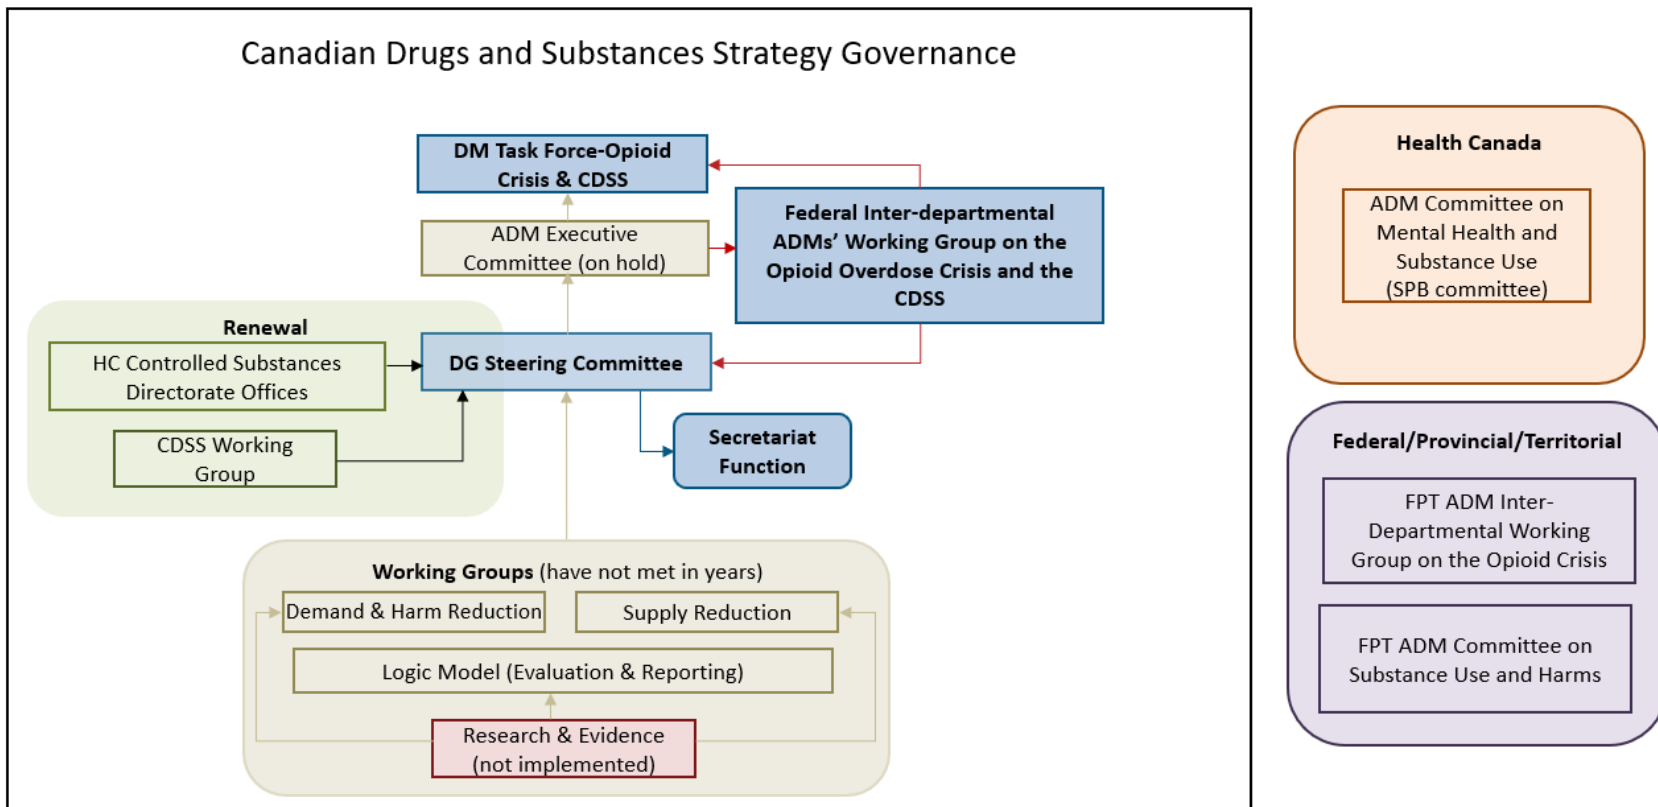 Canadian Drugs and Substances Strategy Governance
DM Task Force-Opioid
Crisis & CDSS
Federal Inter-departmental
ADMs’ Working Group on the
Opioid Overdose Crisis and the
CDSS
ADM Executive
Committee (on hold)
Renewal
HC Controlled Substances
Directorate Offices
DG Steering Committee
CDSS Working
Group
Secretariat
Function
Working Groups (have not met in years)
Demand & Harm Reduction
Supply Reduction
Logic Model (Evaluation & Reporting)
Research & Evidence
(not implemented)
Health Canada
ADM Committee on
Mental Health and
Substance Use
(SPB committee)
Federal/Provincial/Territorial
FPT ADM Inter-
Departmental Working
Group on the Opioid Crisis
FPT ADM Committee on
Substance Use and Harms